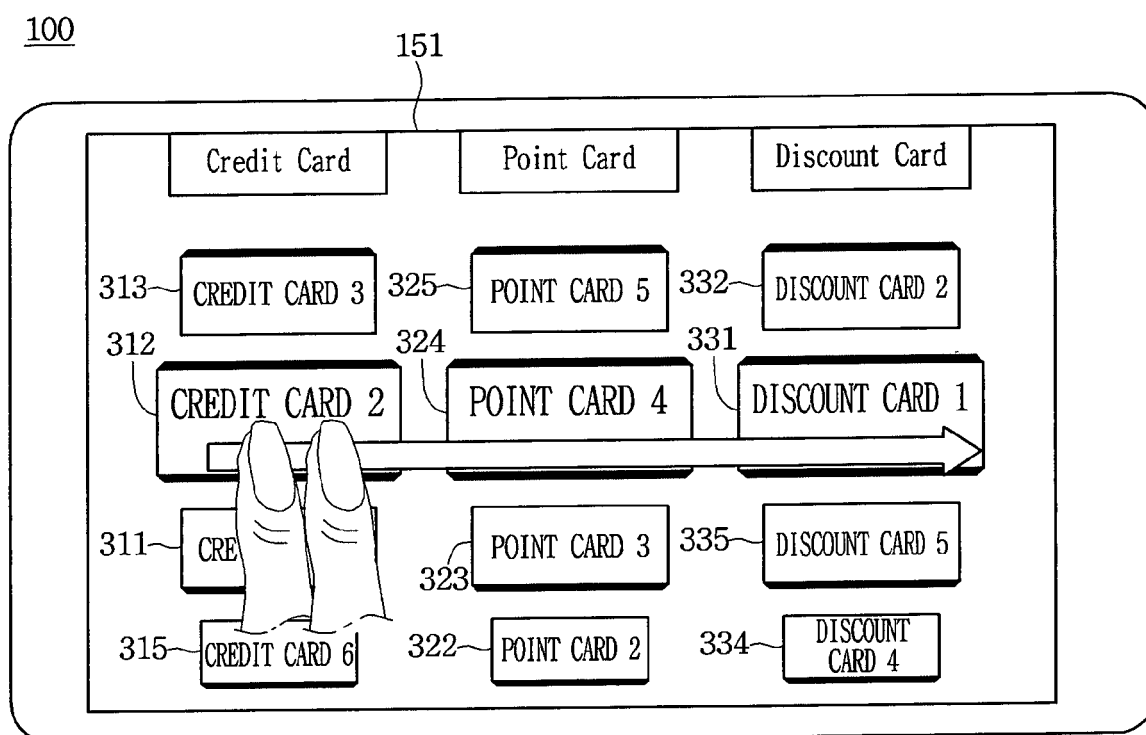 100
151
Credit Card Point Card Discount Card
313 CREDIT CARD 3 325 POINT CARD 5 332 DISCOUNT CARD 2
312 324 331
CREDIT CARD 2 POINT CARD 4 DISCOUNT CARD 1
311 CRE 323 POINT CARD 3 335 DISCOUNT CARD 5
315 CREDIT CARD 6 322 POINT CARD 2 334 DISCOUNT
CARD 4